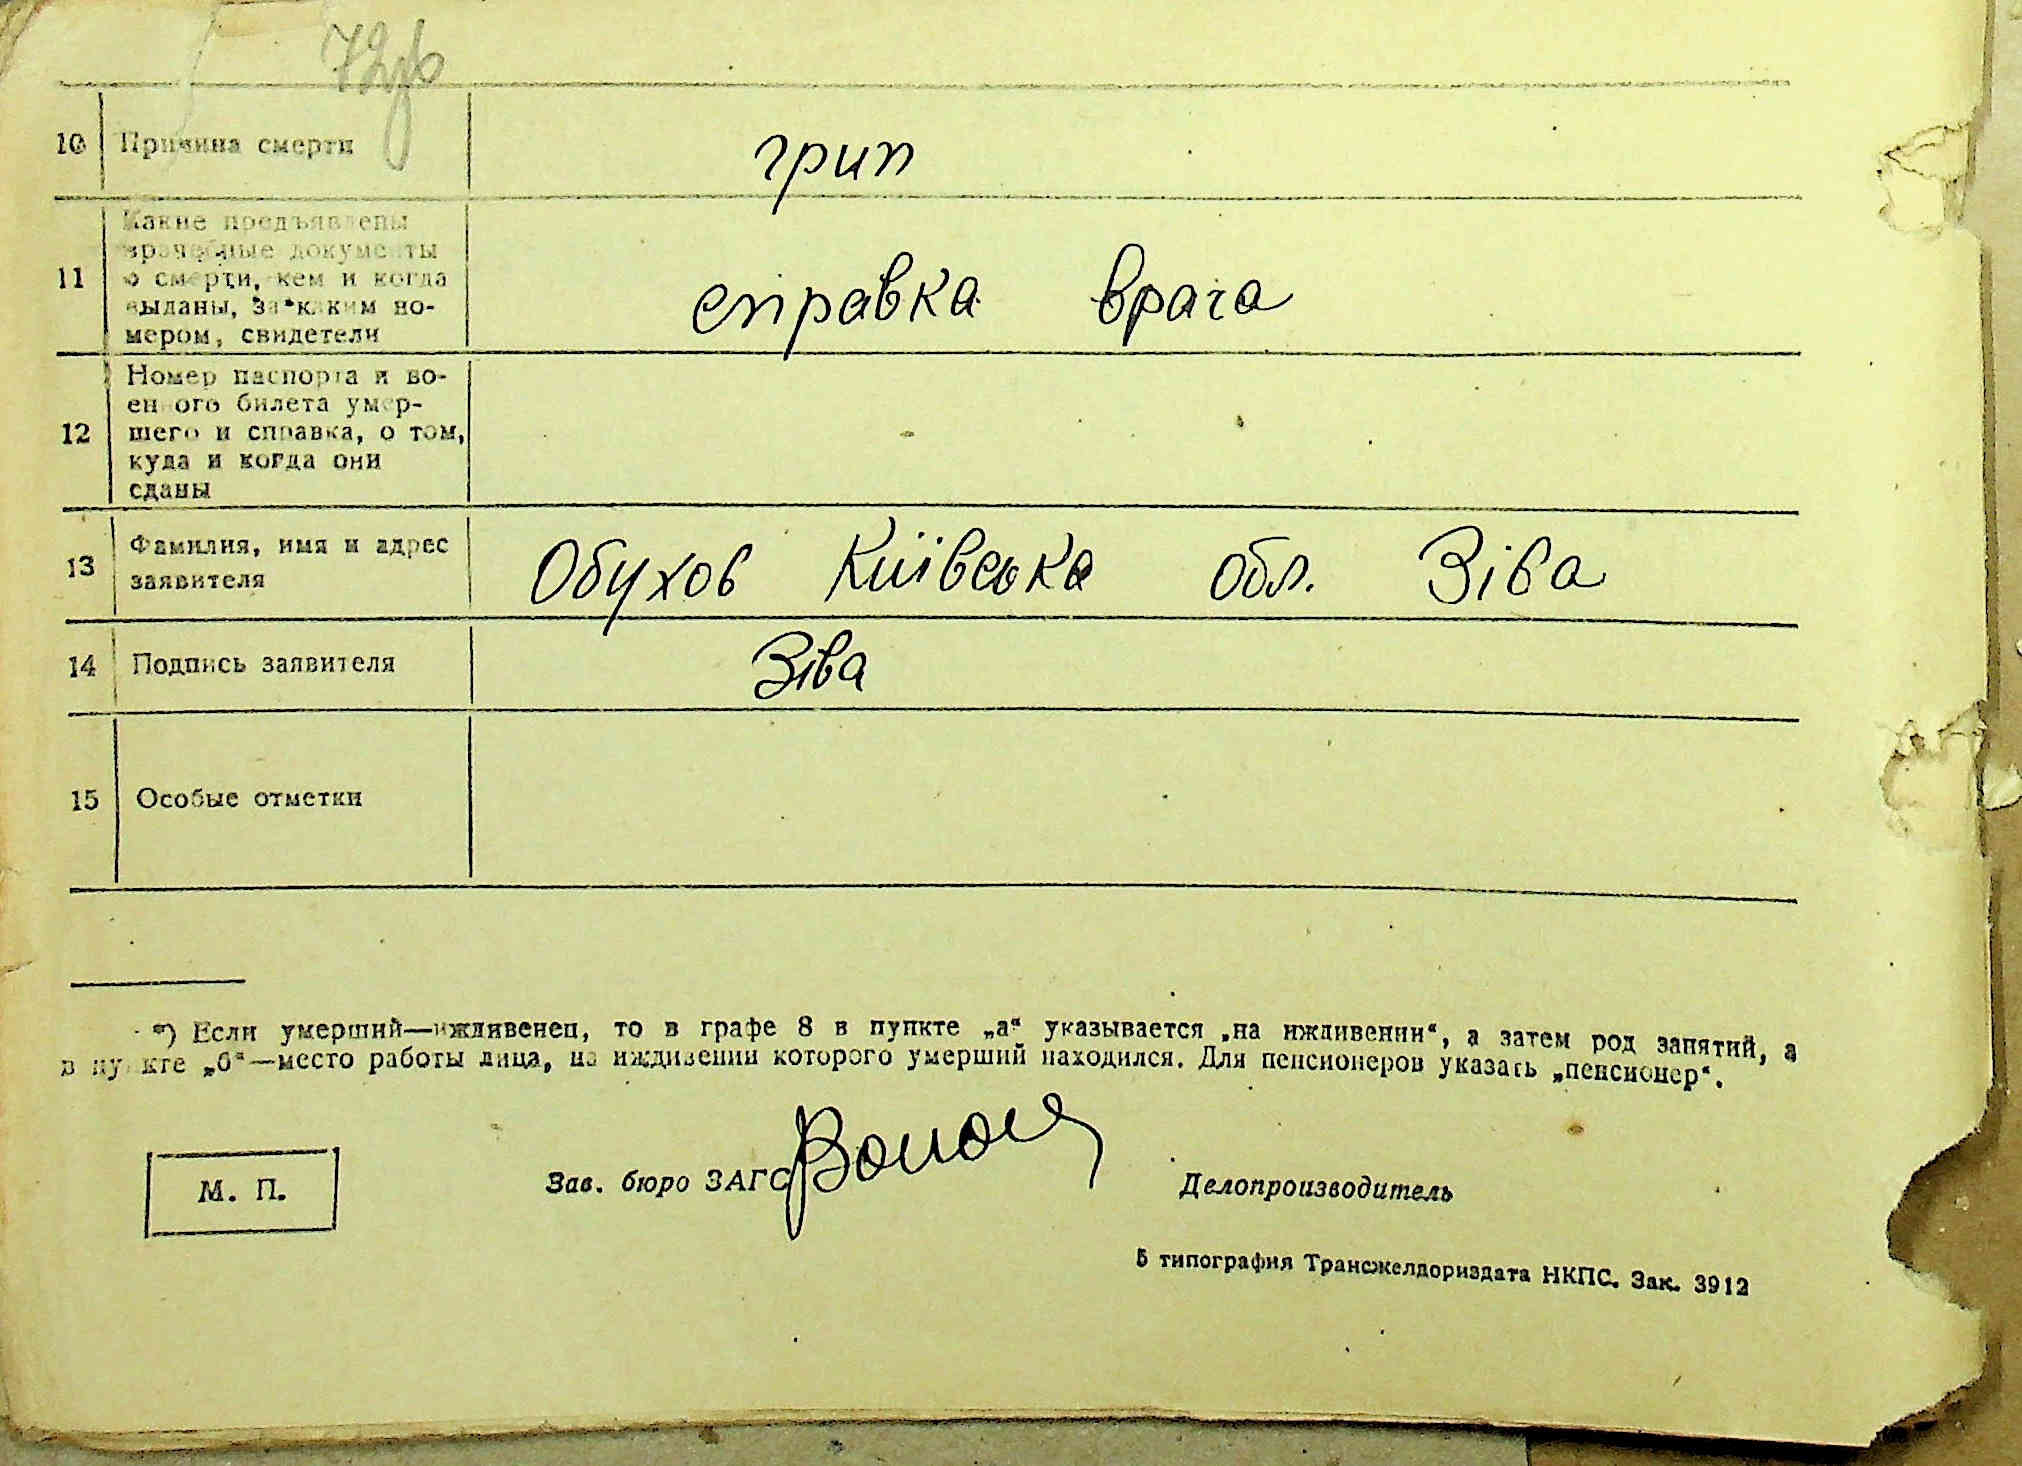 72
10 Причина смерти грип
11 Какие предъявлены
врачебные документы
о смерти, кем и когда
выданы, за каким но-
мером, свидетели
справка врача
12 Номер паспорта и во-
енного билета умер-
шего и справка, о том,
куда и когда они
сданы
13 Фамилия, имя и адрес
заявителя
Обухов Київська обл. Зіва
14 Подпись заявителя Зіва
15 Особые отметки
*) Если умерший—иждивенец, то в графе 8 в пункте „а“ указывается „на иждивении“, а затем род занятий, а
в пункте „б“—место работы лица, на иждивении которого умерший находился. Для пенсионеров указать „пенсионер“.
М. П.
Зав. бюро ЗАГС
Делопроизводитель
5 типография Трансжелдориздата НКПС. Зак. 3912